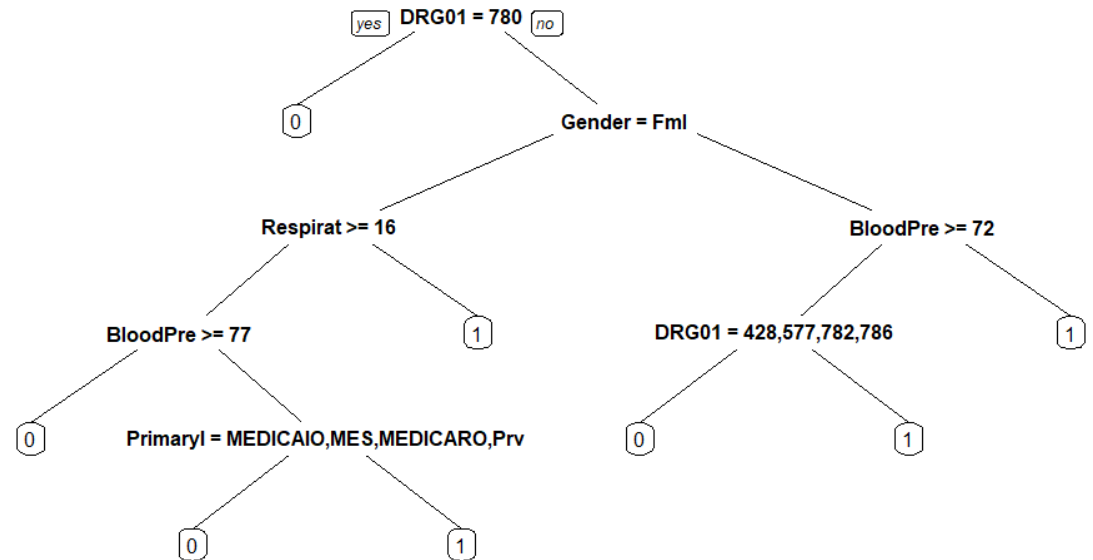 yes DRG01 = 780 no
0 Gender = Fml
Respirat >= 16 BloodPre >= 72
BloodPre >= 77 1 DRG01 = 428,577,782,786 1
0 PrimaryI = MEDICAIO,MES,MEDICARO,Prv 0 1
0 1